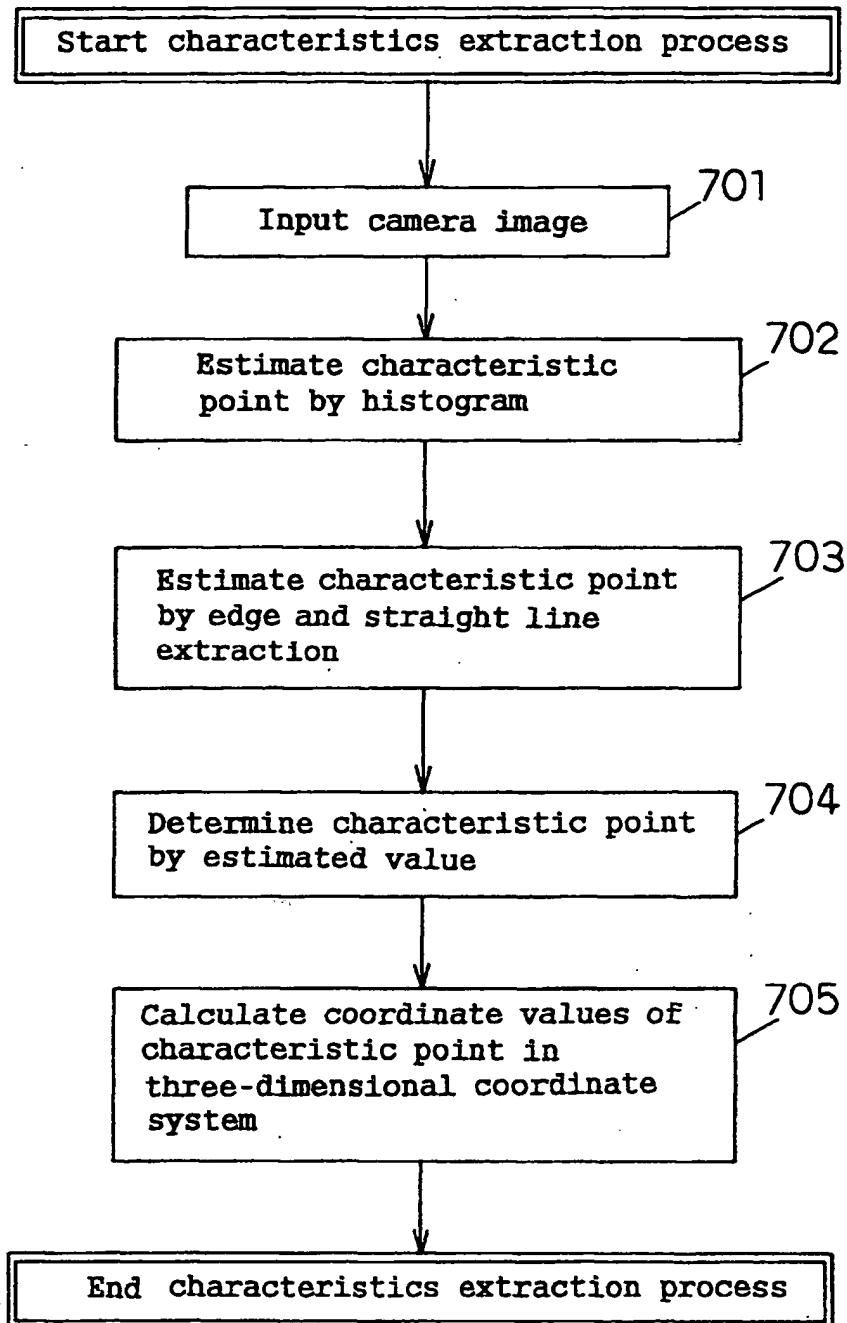 Start characteristics extraction process
701
Input camera image
702
Estimate characteristic
point by histogram
703
Estimate characteristic point
by edge and straight line
extraction
704
Determine characteristic point
by estimated value
705
Calculate coordinate values of
characteristic point in
three-dimensional coordinate
system
End characteristics extraction process